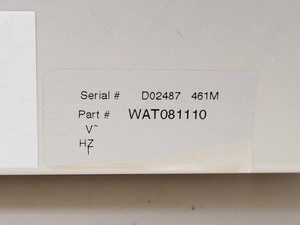 Serial # D02487 461M
Part # WAT081110
V~
HZ